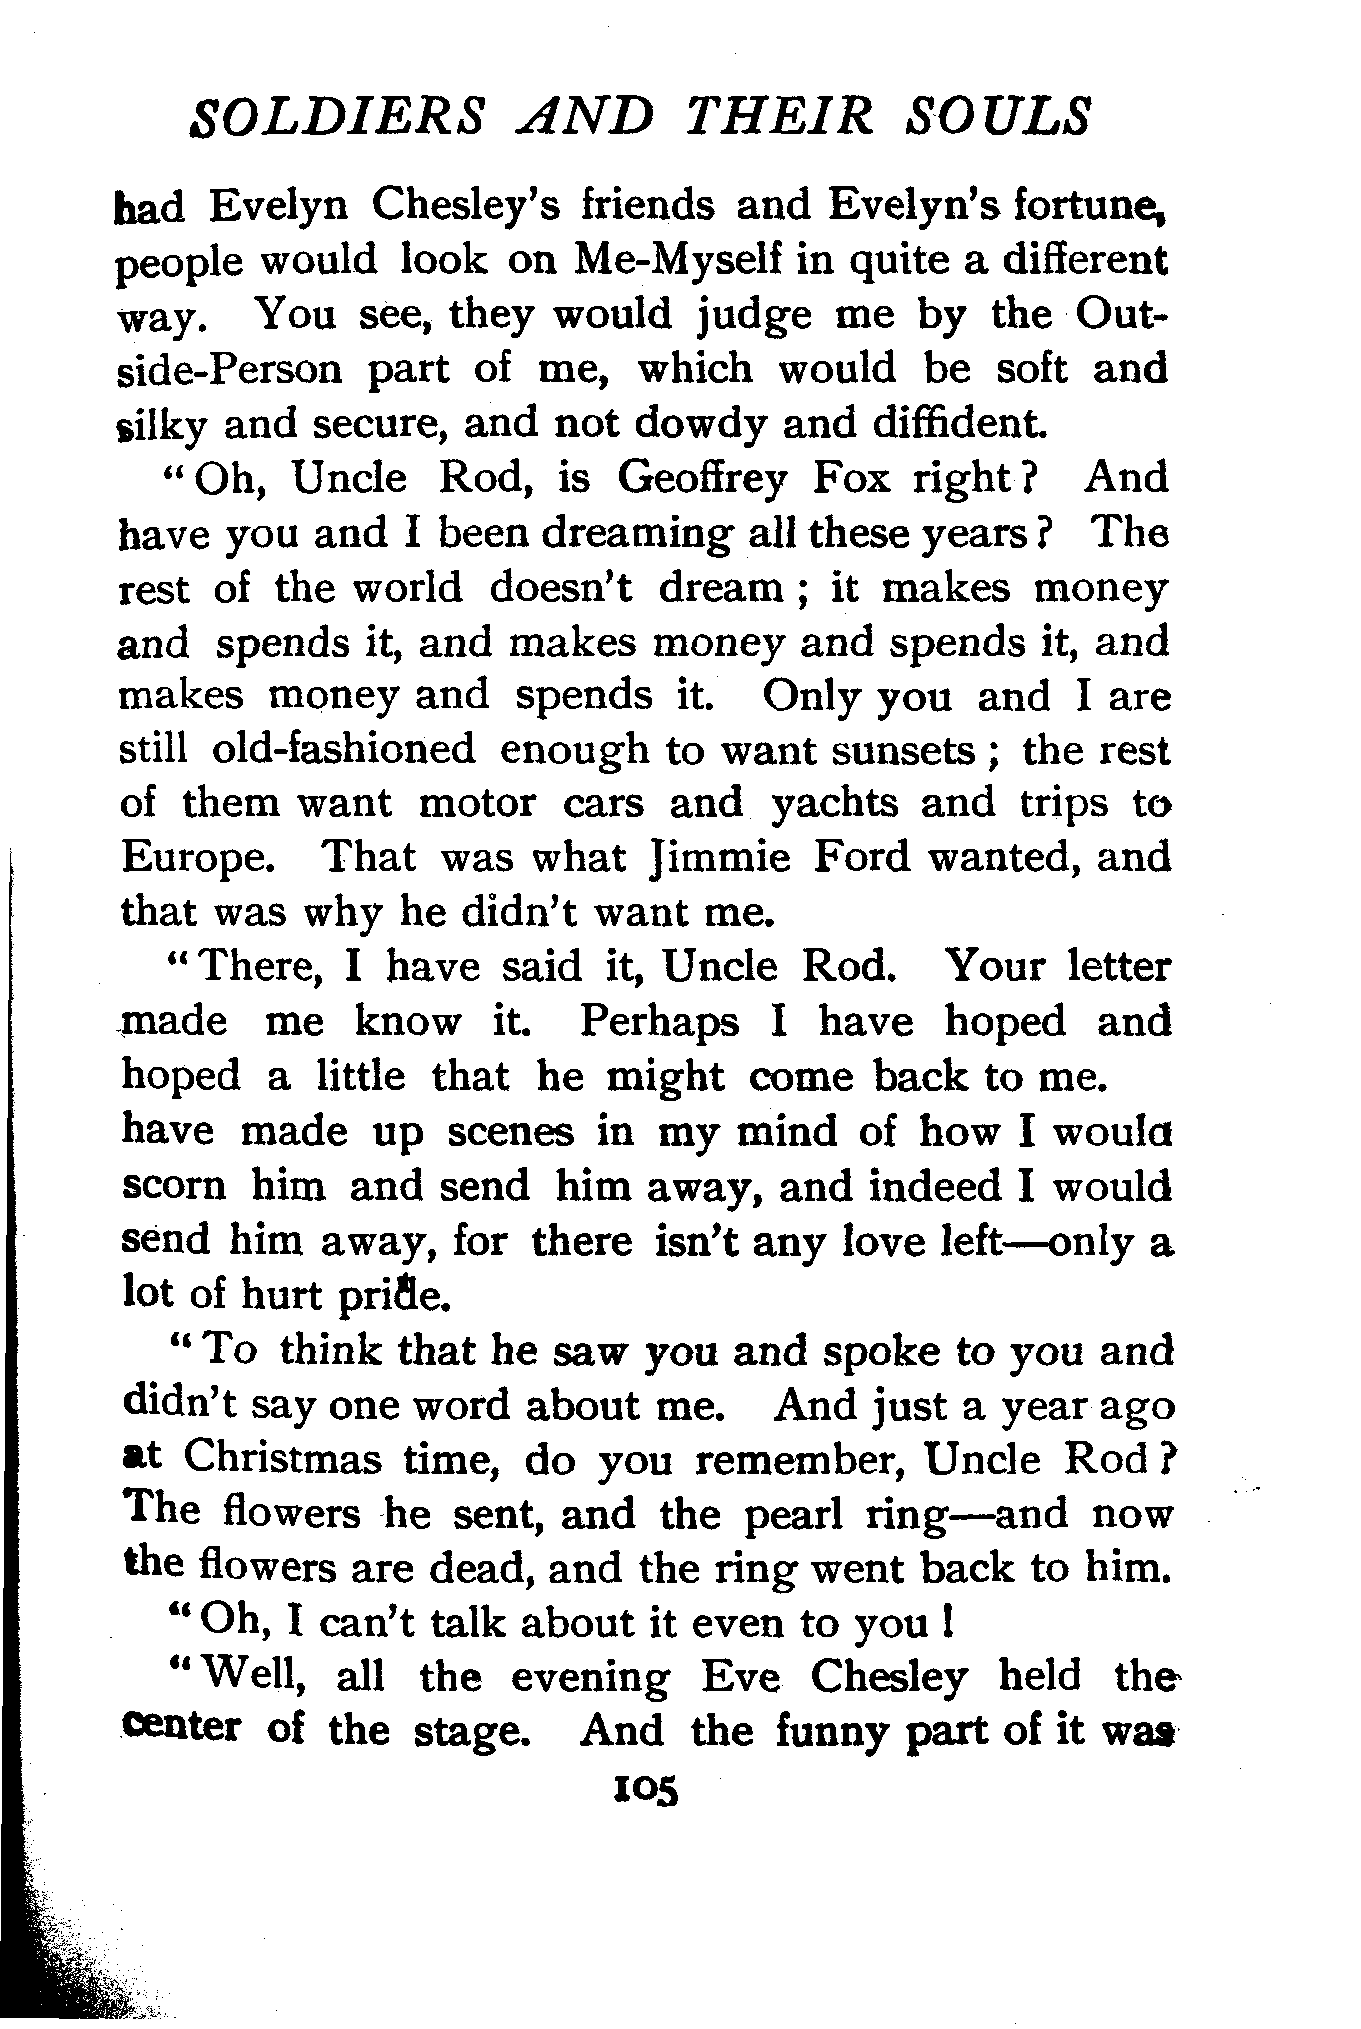 SOLDIERS AND THEIR SOULS
had Evelyn Chesley's friends and Evelyn's fortune,
people would look on Me-Myself in quite a different
way. You see, they would judge me by the Out-
side-Person part of me, which would be soft and
silky and secure, and not dowdy and diffident.
"Oh, Uncle Rod, is Geoffrey Fox right? And
have you and I been dreaming all these years? The
rest of the world doesn't dream; it makes money
and spends it, and makes money and spends it, and
makes money and spends it. Only you and I are
still old-fashioned enough to want sunsets; the rest
of them want motor cars and yachts and trips to
Europe. That was what Jimmie Ford wanted, and
that was why he didn't want me.
"There, I have said it, Uncle Rod. Your letter
made me know it. Perhaps I have hoped and
hoped a little that he might come back to me.
have made up scenes in my mind of how I would
scorn him and send him away, and indeed I would
send him away, for there isn't any love left—only a
lot of hurt pride.
"To think that he saw you and spoke to you and
didn't say one word about me. And just a year ago
at Christmas time, do you remember, Uncle Rod?
The flowers he sent, and the pearl ring—and now
the flowers are dead, and the ring went back to him.
"Oh, I can't talk about it even to you!
"Well, all the evening Eve Chesley held the
center of the stage. And the funny part of it was
105